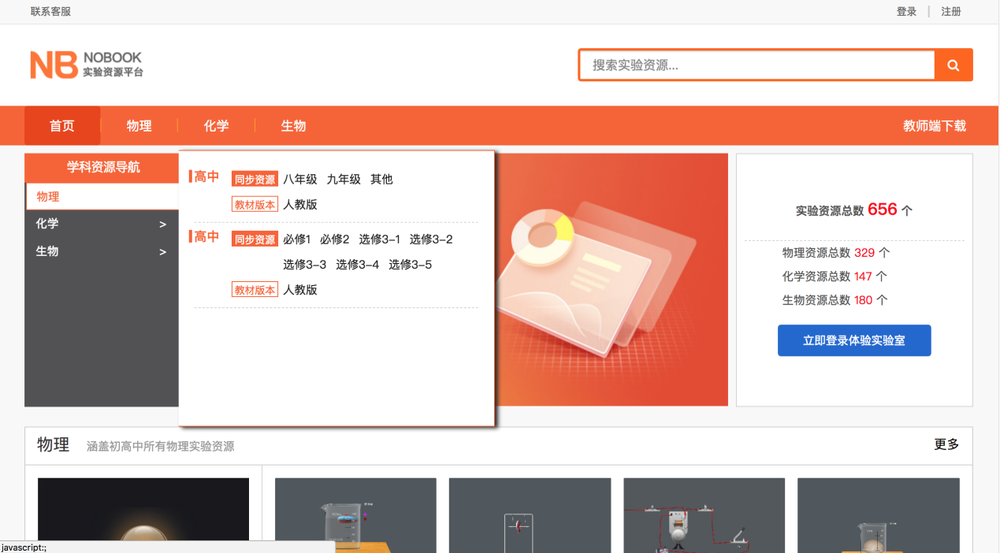 联系客服
登录
注册
NB NOBOOK
实验资源平台
搜索实验资源...
首页
物理
化学
生物
教师端下载
学科资源导航
物理
化学 >
生物 >
高中 同步资源 八年级 九年级 其他
教材版本 人教版
高中 同步资源 必修1 必修2 选修3-1 选修3-2
选修3-3 选修3-4 选修3-5
教材版本 人教版
实验资源总数 656 个
物理资源总数 329 个
化学资源总数 147 个
生物资源总数 180 个
立即登录体验实验室
物理 涵盖初高中所有物理实验资源
更多
javascript:;